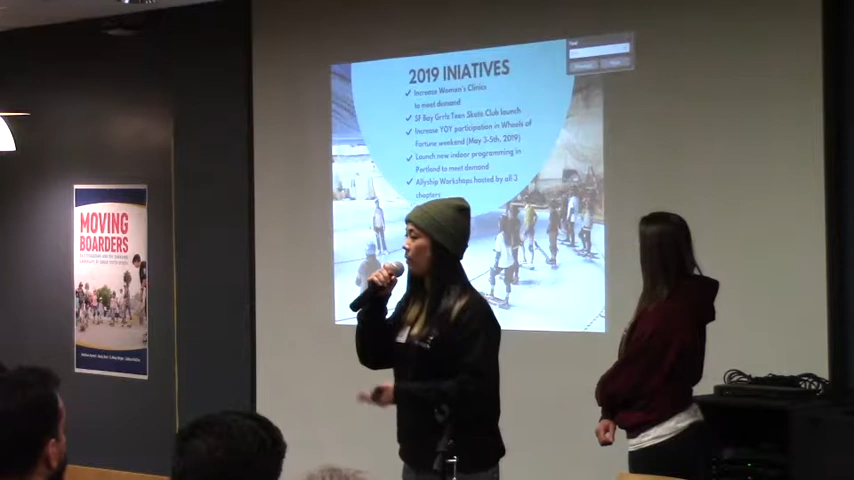 2019 INIATIVES
✓ Increase Woman's Clinics
to meet demand
✓ SF Bay Grrlz Teen Skate Club launch
✓ Increase YOY participation in Wheels of
Fortune weekend (May 3-5th, 2019)
✓ Launch new indoor programming in
Portland to meet demand
✓ Allyship Workshops hosted by all 3
chapters
MOVING
BOARDERS